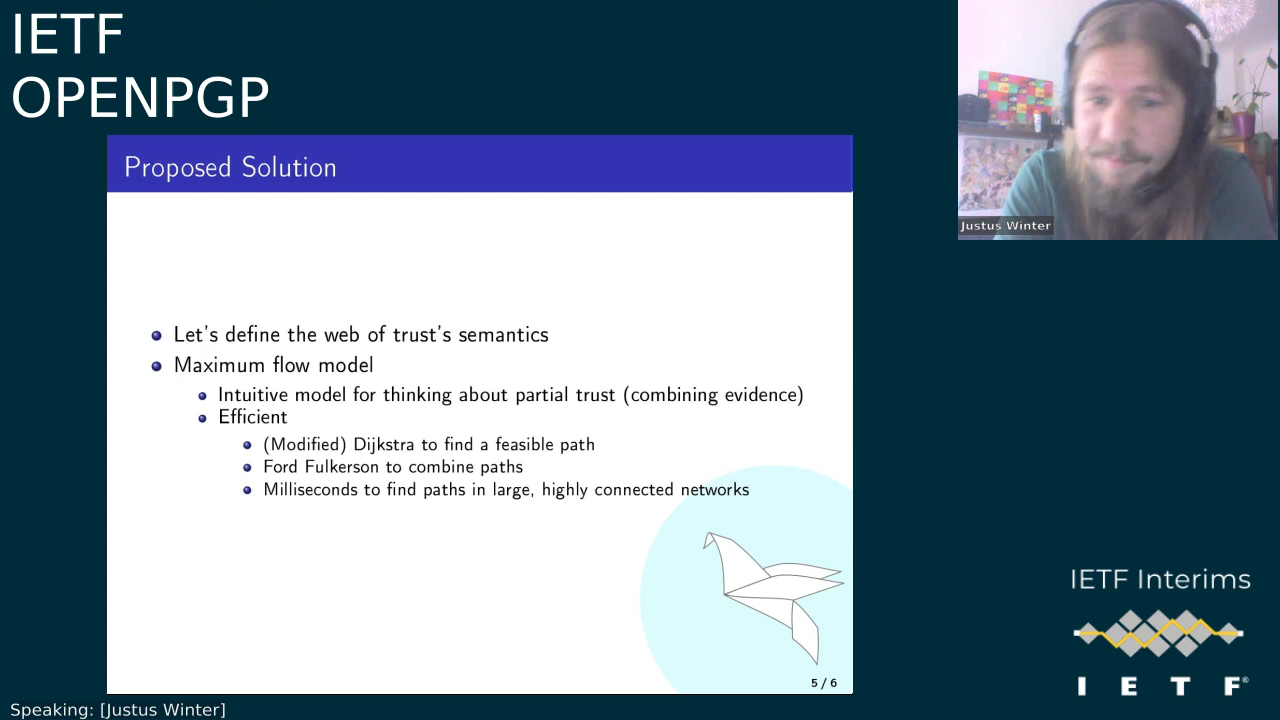 IETF
OPENPGP
Proposed Solution
Let's define the web of trust's semantics
Maximum flow model
Intuitive model for thinking about partial trust (combining evidence)
Efficient
(Modified) Dijkstra to find a feasible path
Ford Fulkerson to combine paths
Milliseconds to find paths in large, highly connected networks
5 / 6
Justus Winter
IETF Interims
I E T F®
Speaking: [Justus Winter]